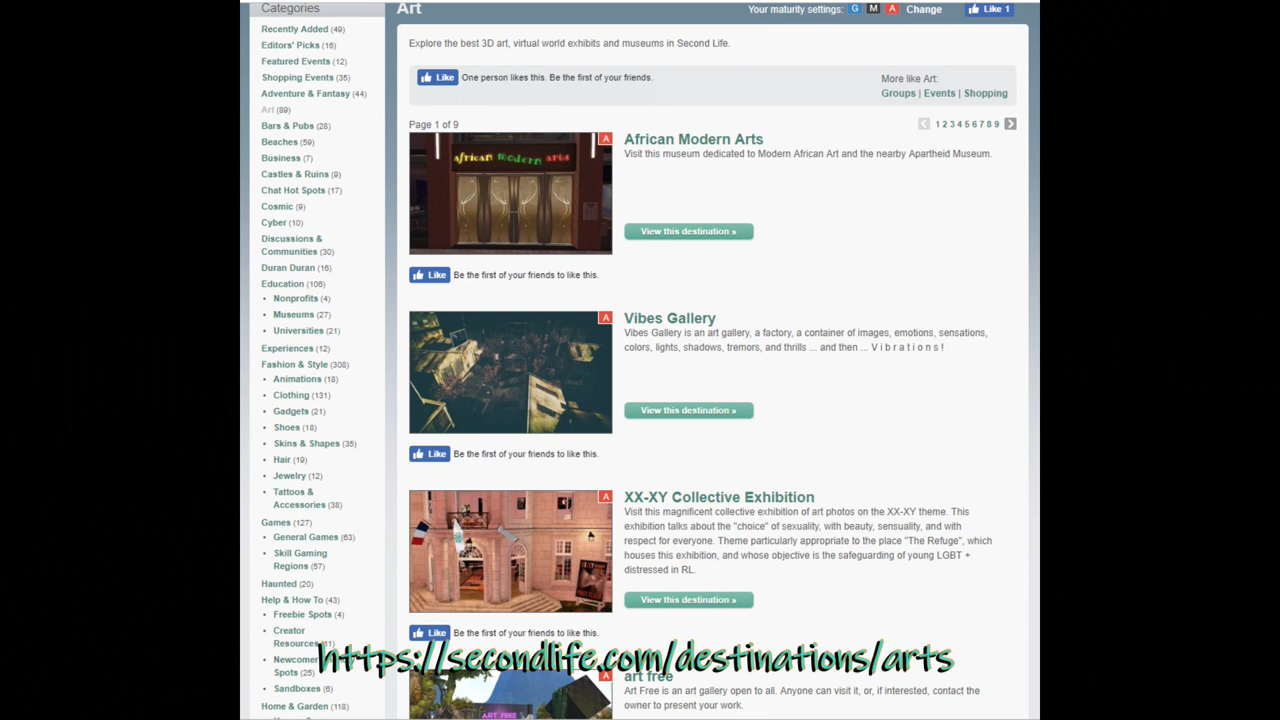 Categories
Recently Added (49)
Editors' Picks (16)
Featured Events (12)
Shopping Events (35)
Adventure & Fantasy (44)
Art (89)
Bars & Pubs (28)
Beaches (59)
Business (7)
Castles & Ruins (9)
Chat Hot Spots (17)
Cosmic (9)
Cyber (10)
Discussions &
Communities (30)
Duran Duran (16)
Education (106)
• Nonprofits (4)
• Museums (27)
• Universities (21)
Experiences (12)
Fashion & Style (308)
• Animations (18)
• Clothing (131)
• Gadgets (21)
• Shoes (18)
• Skins & Shapes (35)
• Hair (19)
• Jewelry (12)
• Tattoos &
Accessories (38)
Games (127)
• General Games (63)
• Skill Gaming
Regions (57)
Haunted (20)
Help & How To (43)
• Freebie Spots (4)
• Creator
Resources (11)
• Newcomer
Spots (25)
• Sandboxes (6)
Home & Garden (118)
Art
Your maturity settings: G M A Change
Like 1
Explore the best 3D art, virtual world exhibits and museums in Second Life.
Like One person likes this. Be the first of your friends.
More like Art:
Groups | Events | Shopping
Page 1 of 9
1 2 3 4 5 6 7 8 9
A
african modern arts
African Modern Arts
Visit this museum dedicated to Modern African Art and the nearby Apartheid Museum.
View this destination »
Like Be the first of your friends to like this.
A
Vibes Gallery
Vibes Gallery is an art gallery, a factory, a container of images, emotions, sensations,
colors, lights, shadows, tremors, and thrills ... and then ... V i b r a t i o n s !
View this destination »
Like Be the first of your friends to like this.
A
XX-XY Collective Exhibition
Visit this magnificent collective exhibition of art photos on the XX-XY theme. This
exhibition talks about the "choice" of sexuality, with beauty, sensuality, and with
respect for everyone. Theme particularly appropriate to the place "The Refuge", which
houses this exhibition, and whose objective is the safeguarding of young LGBT +
distressed in RL.
View this destination »
Like Be the first of your friends to like this.
https://secondlife.com/destinations/arts
A
ART FREE
art free
Art Free is an art gallery open to all. Anyone can visit it, or, if interested, contact the
owner to present your work.